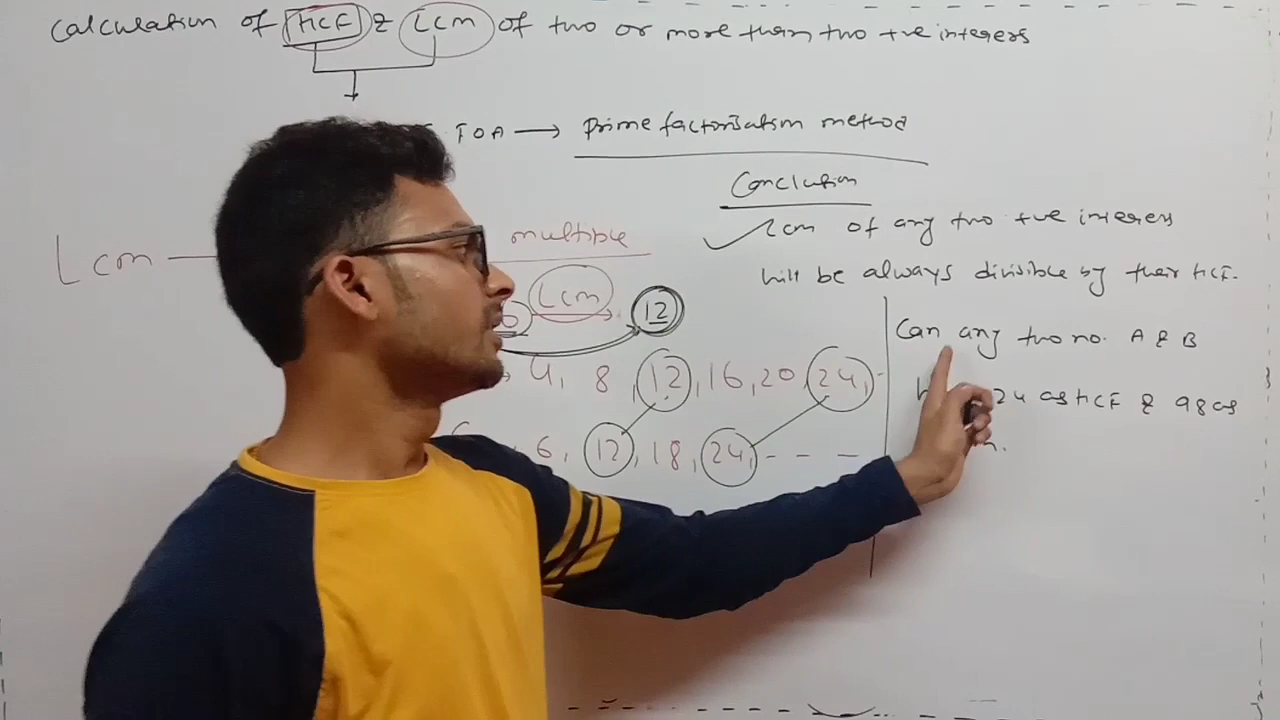 Calculation of HCF & LCM of two or more than two +ve integers
TOA → Prime factorisation method
Conclusion
LCM of any two +ve integers
will be always divisible by their HCF.
Lcm —
multiple
Lcm
12
4, 8, 12, 16, 20, 24,
6, 12, 18, 24, - - - -
Can any two no. A & B
24 as HCF & 98 as